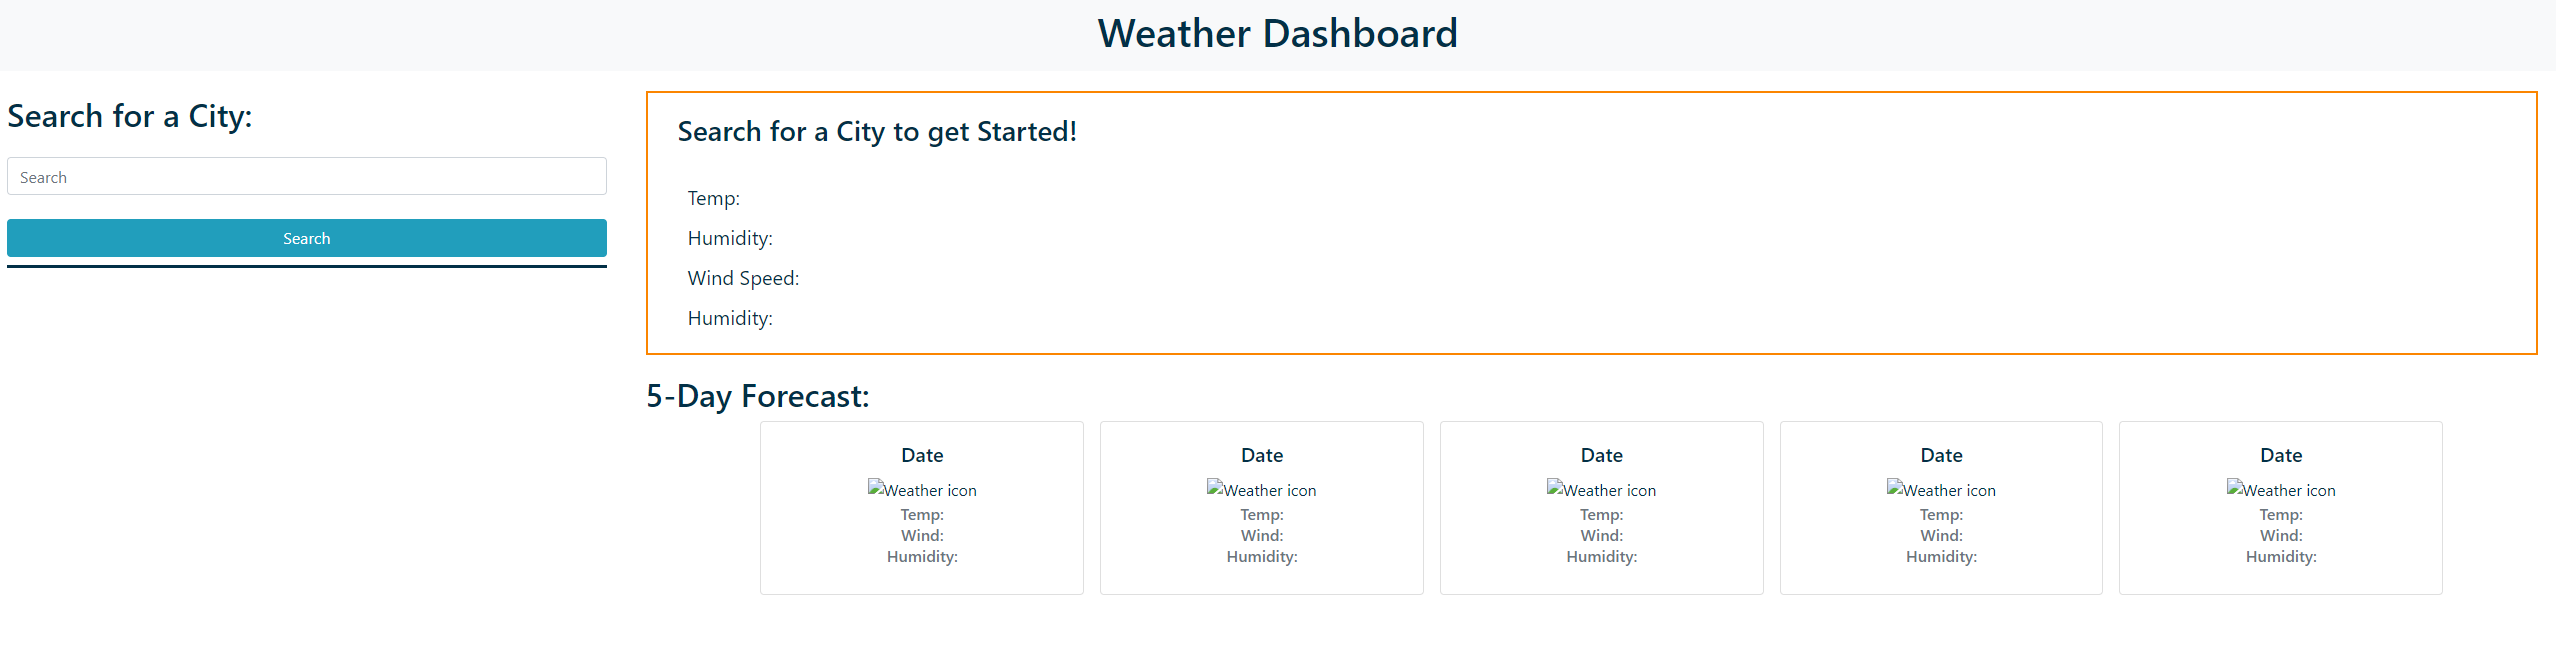 Weather Dashboard
Search for a City:
Search
Search
Search for a City to get Started!
Temp:
Humidity:
Wind Speed:
Humidity:
5-Day Forecast:
Date
Weather icon
Temp:
Wind:
Humidity:
Date
Weather icon
Temp:
Wind:
Humidity:
Date
Weather icon
Temp:
Wind:
Humidity:
Date
Weather icon
Temp:
Wind:
Humidity:
Date
Weather icon
Temp:
Wind:
Humidity: